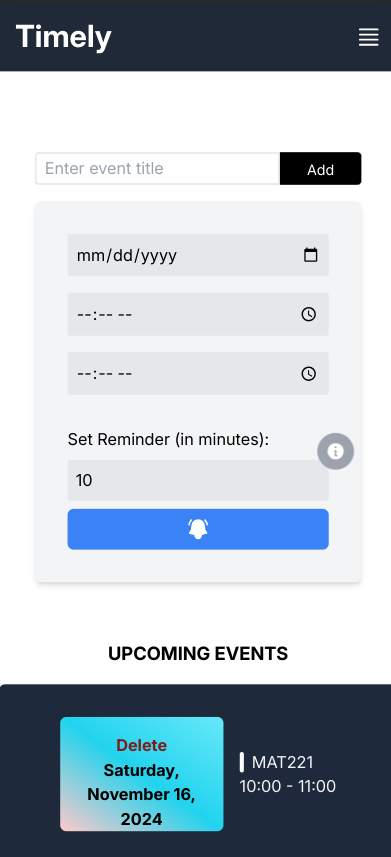 Timely
Enter event title
Add
mm/dd/yyyy
--:-- --
--:-- --
Set Reminder (in minutes):
10
UPCOMING EVENTS
Delete
Saturday,
November 16,
2024
MAT221
10:00 - 11:00